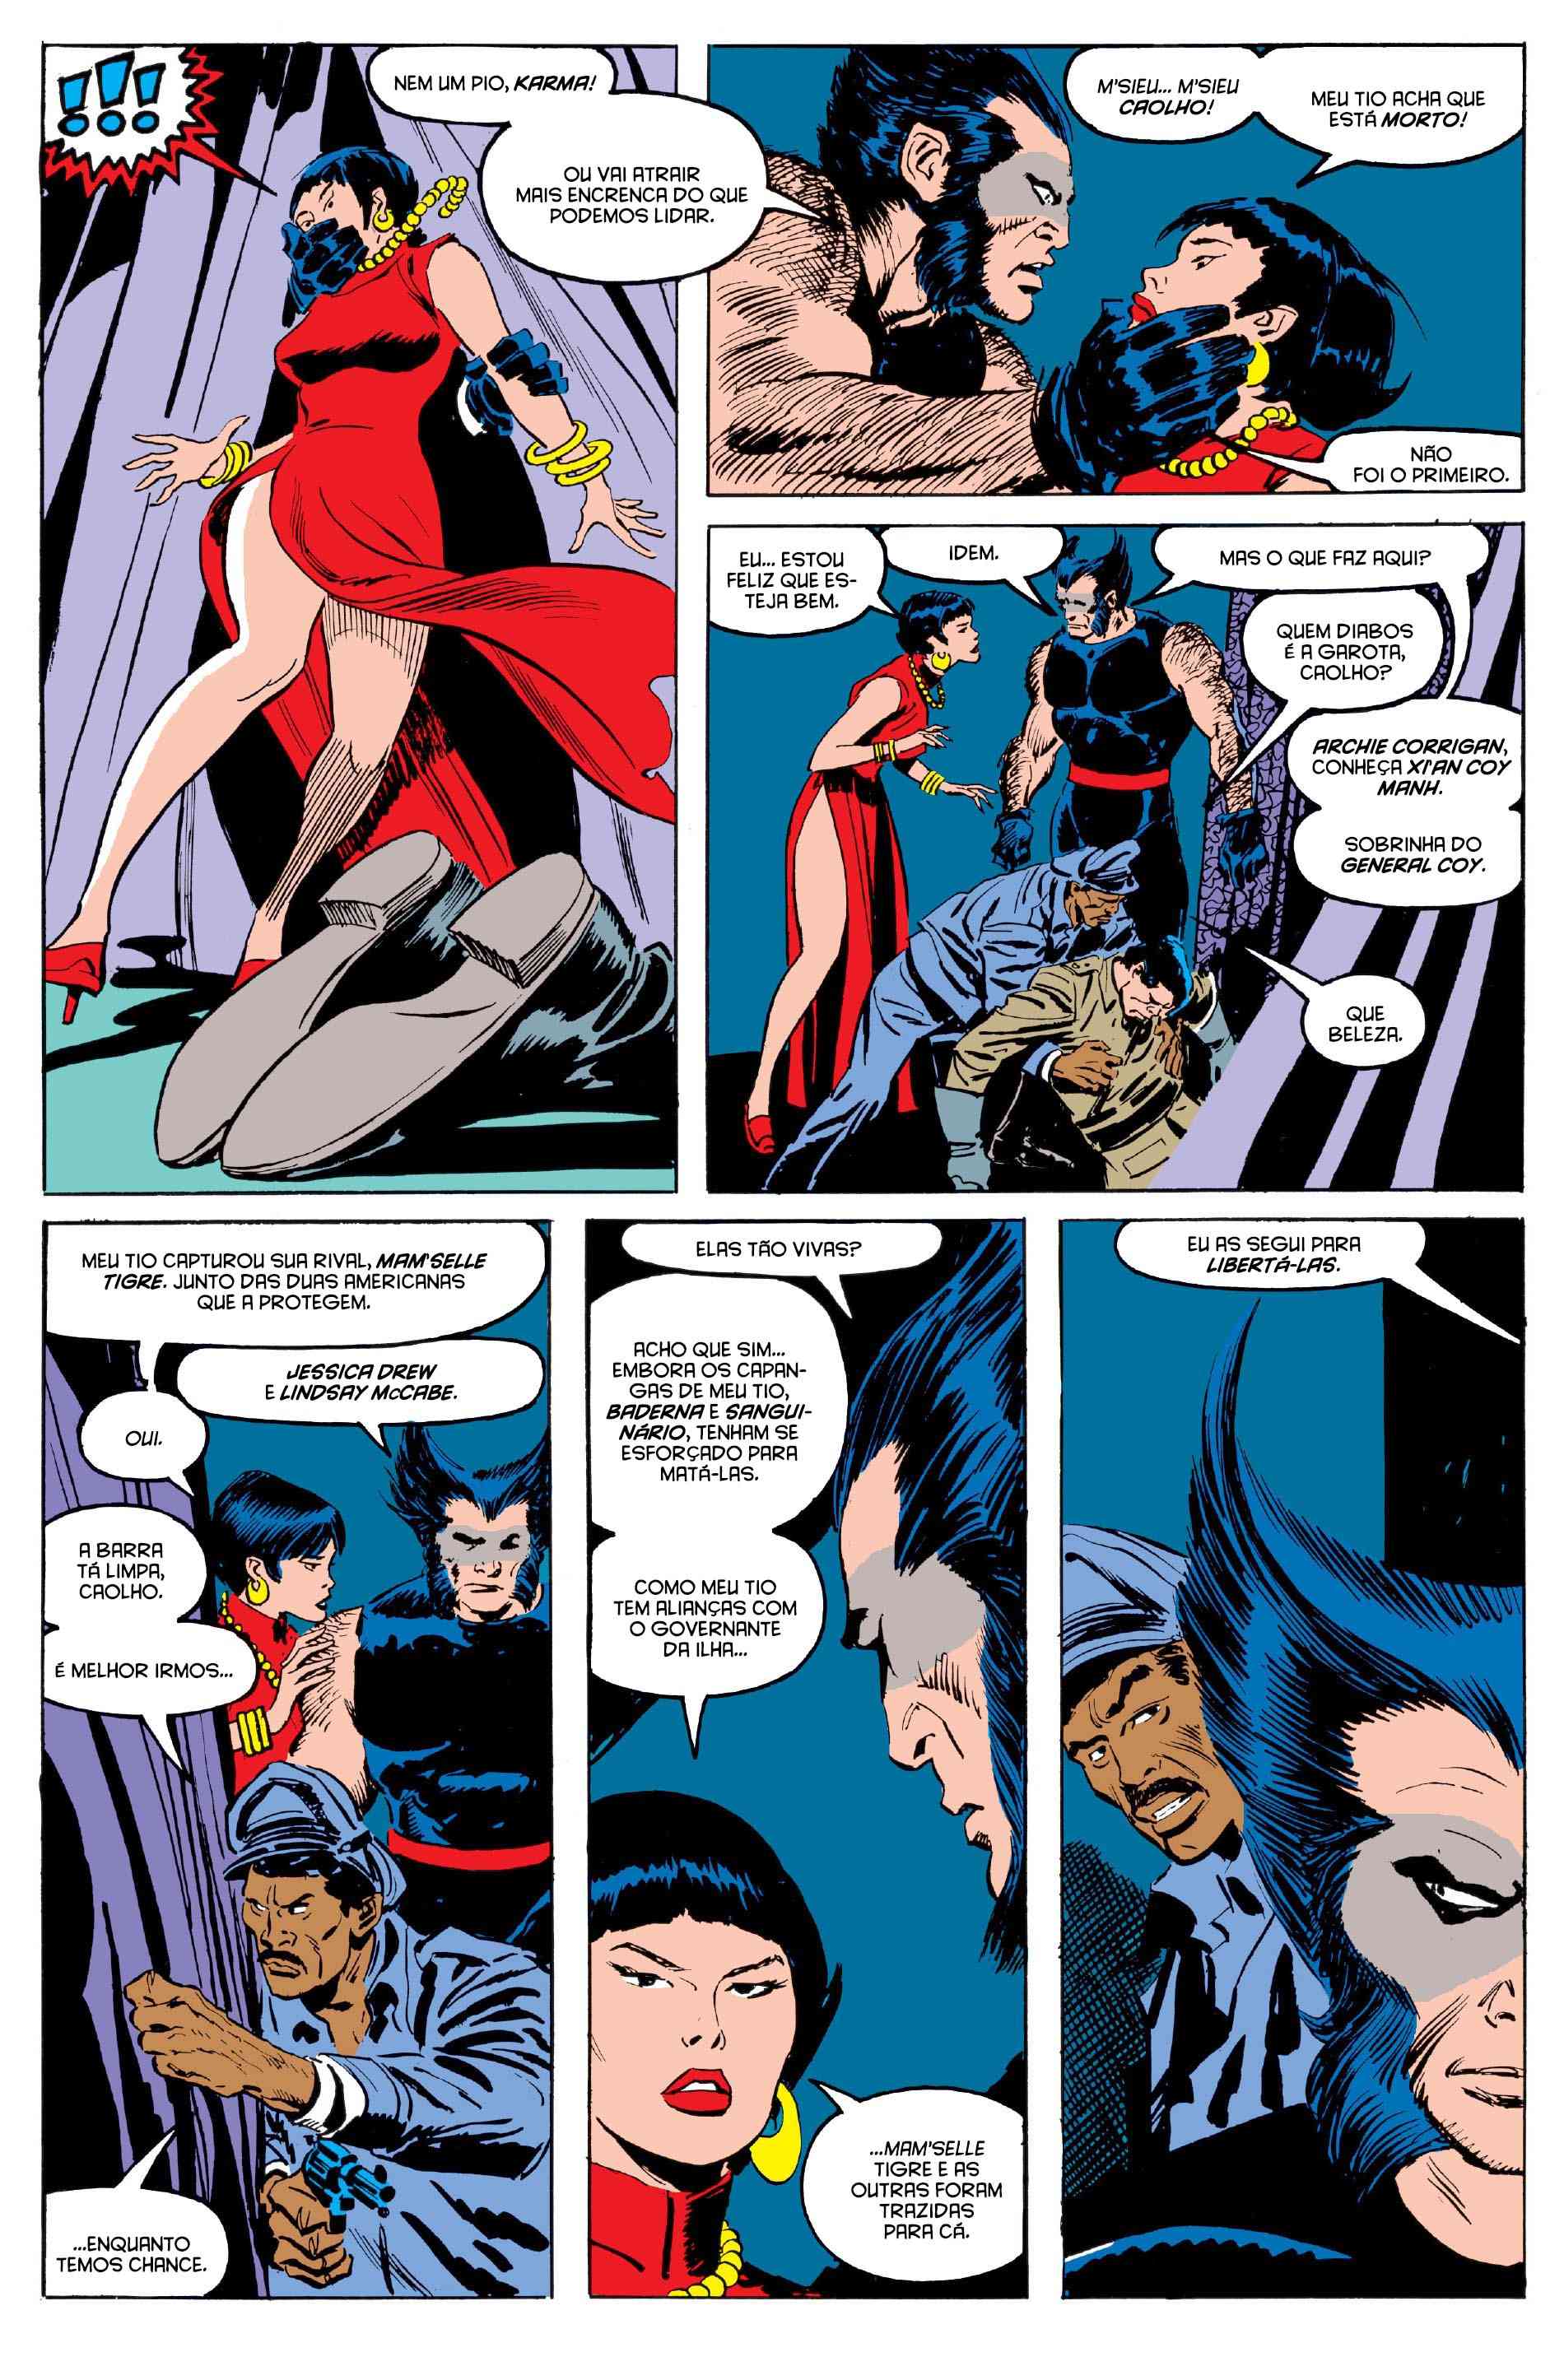 !!!
NEM UM PIO, KARMA!
OU VAI ATRAIR
MAIS ENCRENCA DO QUE
PODEMOS LIDAR.
M'SIEU... M'SIEU
CAOLHO!
MEU TIO ACHA QUE
ESTÁ MORTO!
NÃO
FOI O PRIMEIRO.
EU... ESTOU
FELIZ QUE ES-
TEJA BEM.
IDEM.
MAS O QUE FAZ AQUI?
QUEM DIABOS
É A GAROTA,
CAOLHO?
ARCHIE CORRIGAN,
CONHEÇA XI'AN COY
MANH.
SOBRINHA DO
GENERAL COY.
QUE
BELEZA.
MEU TIO CAPTUROU SUA RIVAL, MAM'SELLE
TIGRE. JUNTO DAS DUAS AMERICANAS
QUE A PROTEGEM.
JESSICA DREW
E LINDSAY McCABE.
OUI.
A BARRA
TÁ LIMPA,
CAOLHO.
É MELHOR IRMOS...
...ENQUANTO
TEMOS CHANCE.
ELAS TÃO VIVAS?
ACHO QUE SIM...
EMBORA OS CAPAN-
GAS DE MEU TIO,
BADERNA E SANGUI-
NÁRIO, TENHAM SE
ESFORÇADO PARA
MATÁ-LAS.
COMO MEU TIO
TEM ALIANÇAS COM
O GOVERNANTE
DA ILHA...
...MAM'SELLE
TIGRE E AS
OUTRAS FORAM
TRAZIDAS
PARA CÁ.
EU AS SEGUI PARA
LIBERTÁ-LAS.